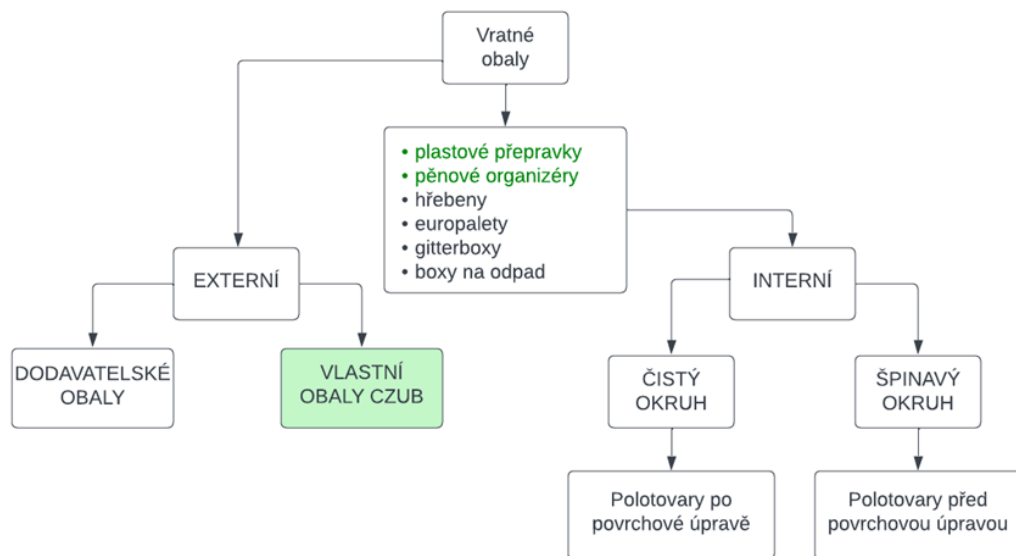 Vratné
obaly
• plastové přepravky
• pěnové organizéry
• hřebeny
• europalety
• gitterboxy
• boxy na odpad
EXTERNÍ
INTERNÍ
DODAVATELSKÉ
OBALY
VLASTNÍ
OBALY CZUB
ČISTÝ
OKRUH
ŠPINAVÝ
OKRUH
Polotovary po
povrchové úpravě
Polotovary před
povrchovou úpravou